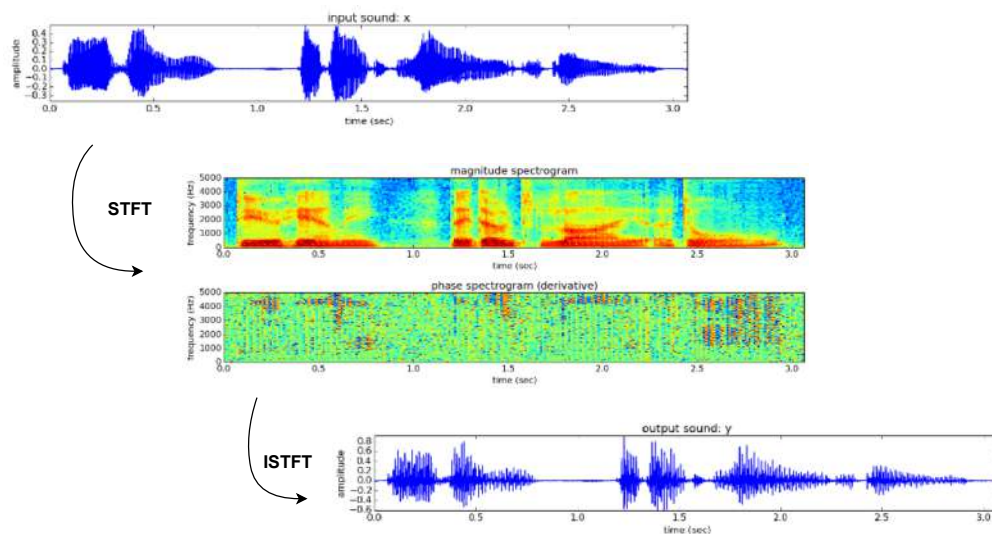 input sound: x
amplitude
0.4
0.3
0.2
0.1
0.0
−0.1
−0.2
−0.3
0.0 0.5 1.0 1.5 2.0 2.5 3.0
time (sec)
STFT
magnitude spectrogram
frequency (Hz)
5000
4000
3000
2000
1000
0
0.0 0.5 1.0 1.5 2.0 2.5 3.0
time (sec)
phase spectrogram (derivative)
frequency (Hz)
5000
4000
3000
2000
1000
0
0.0 0.5 1.0 1.5 2.0 2.5 3.0
time (sec)
ISTFT
output sound: y
amplitude
0.8
0.6
0.4
0.2
0.0
−0.2
−0.4
−0.6
0.0 0.5 1.0 1.5 2.0 2.5 3.0
time (sec)